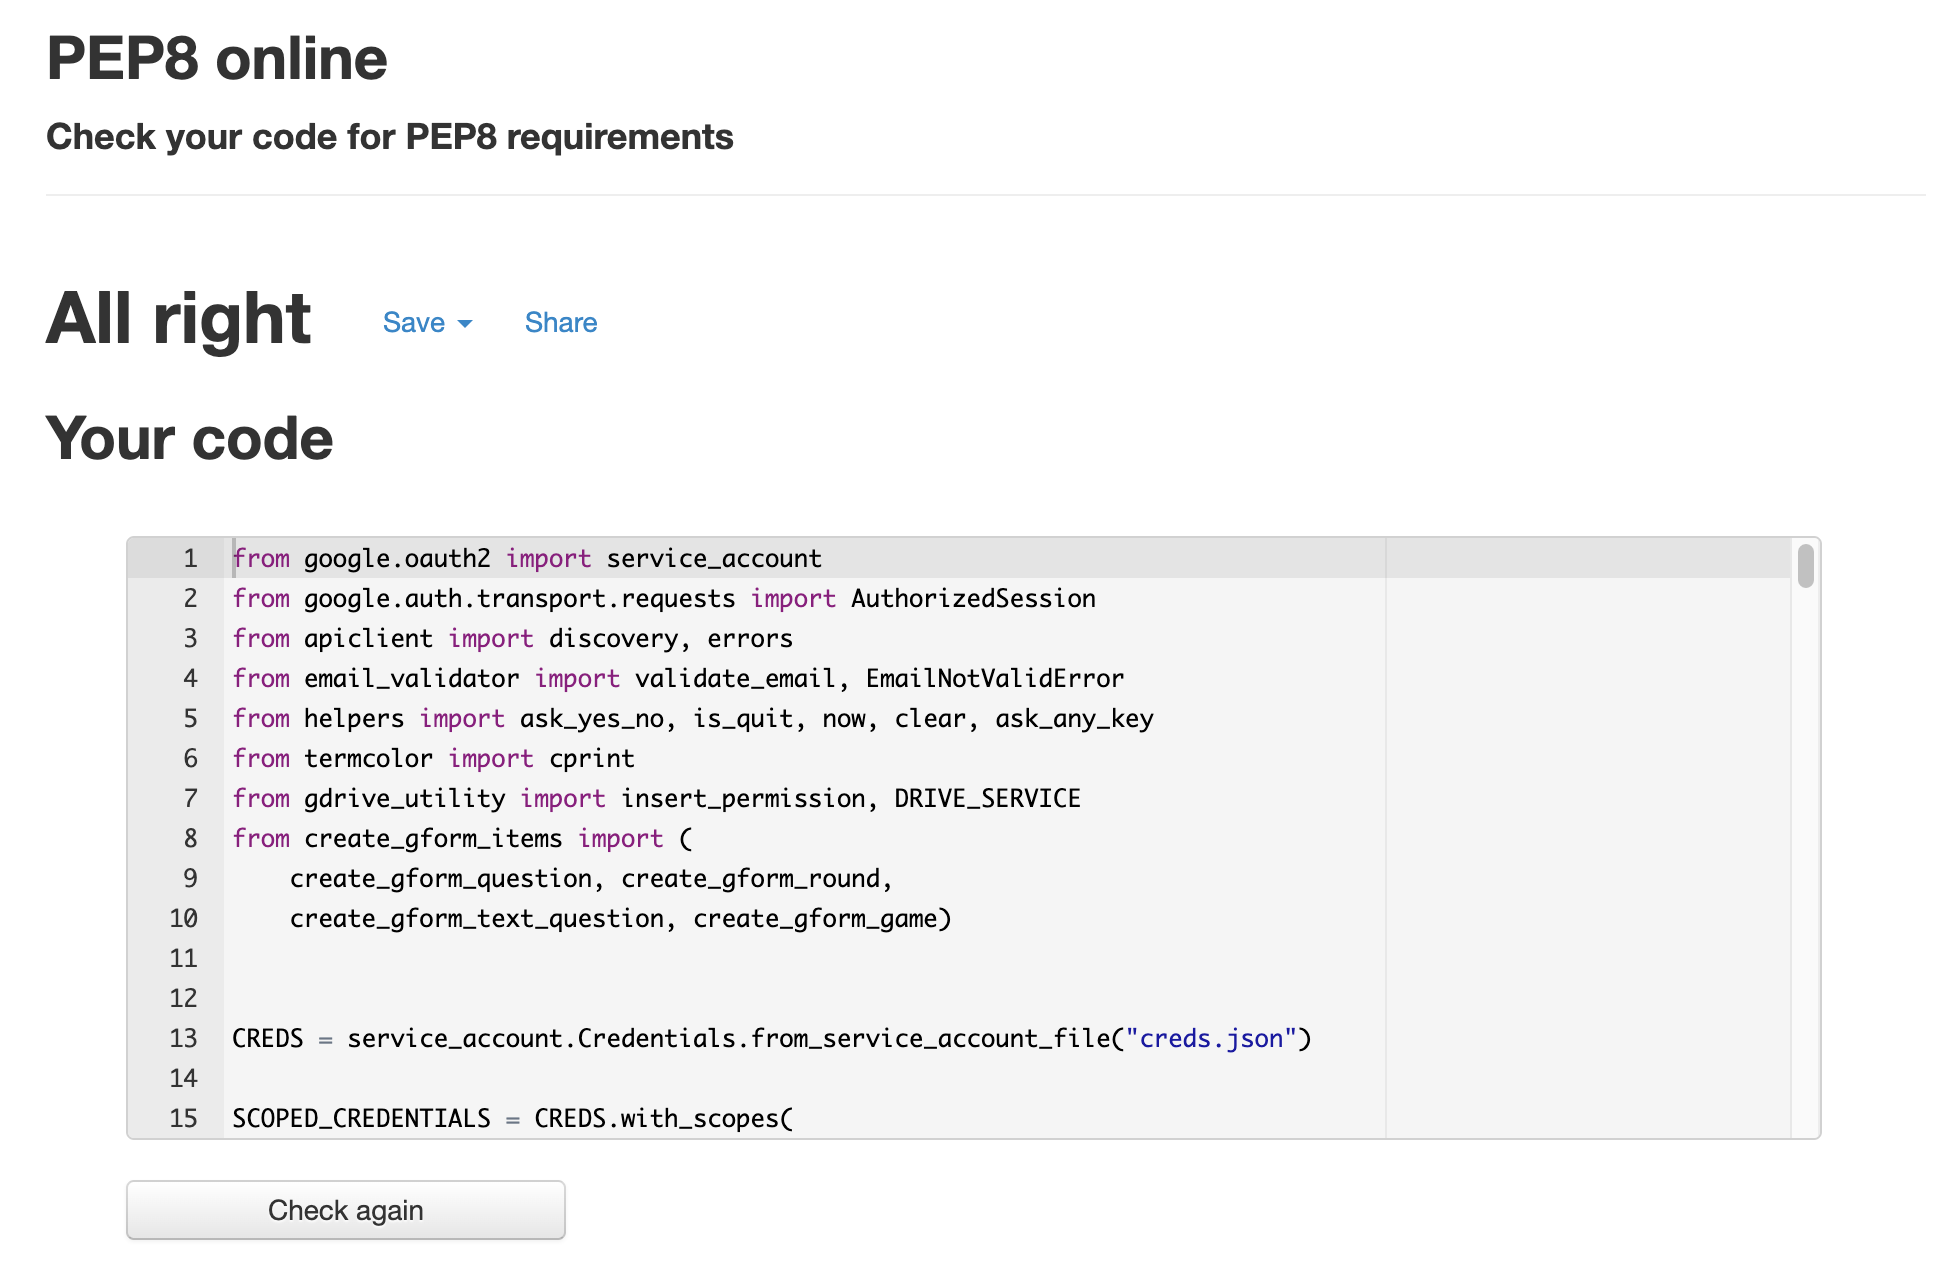 PEP8 online
Check your code for PEP8 requirements
All right Save Share
Your code
1 from google.oauth2 import service_account
2 from google.auth.transport.requests import AuthorizedSession
3 from apiclient import discovery, errors
4 from email_validator import validate_email, EmailNotValidError
5 from helpers import ask_yes_no, is_quit, now, clear, ask_any_key
6 from termcolor import cprint
7 from gdrive_utility import insert_permission, DRIVE_SERVICE
8 from create_gform_items import (
9     create_gform_question, create_gform_round,
10     create_gform_text_question, create_gform_game)
11
12
13 CREDS = service_account.Credentials.from_service_account_file("creds.json")
14
15 SCOPED_CREDENTIALS = CREDS.with_scopes(
Check again